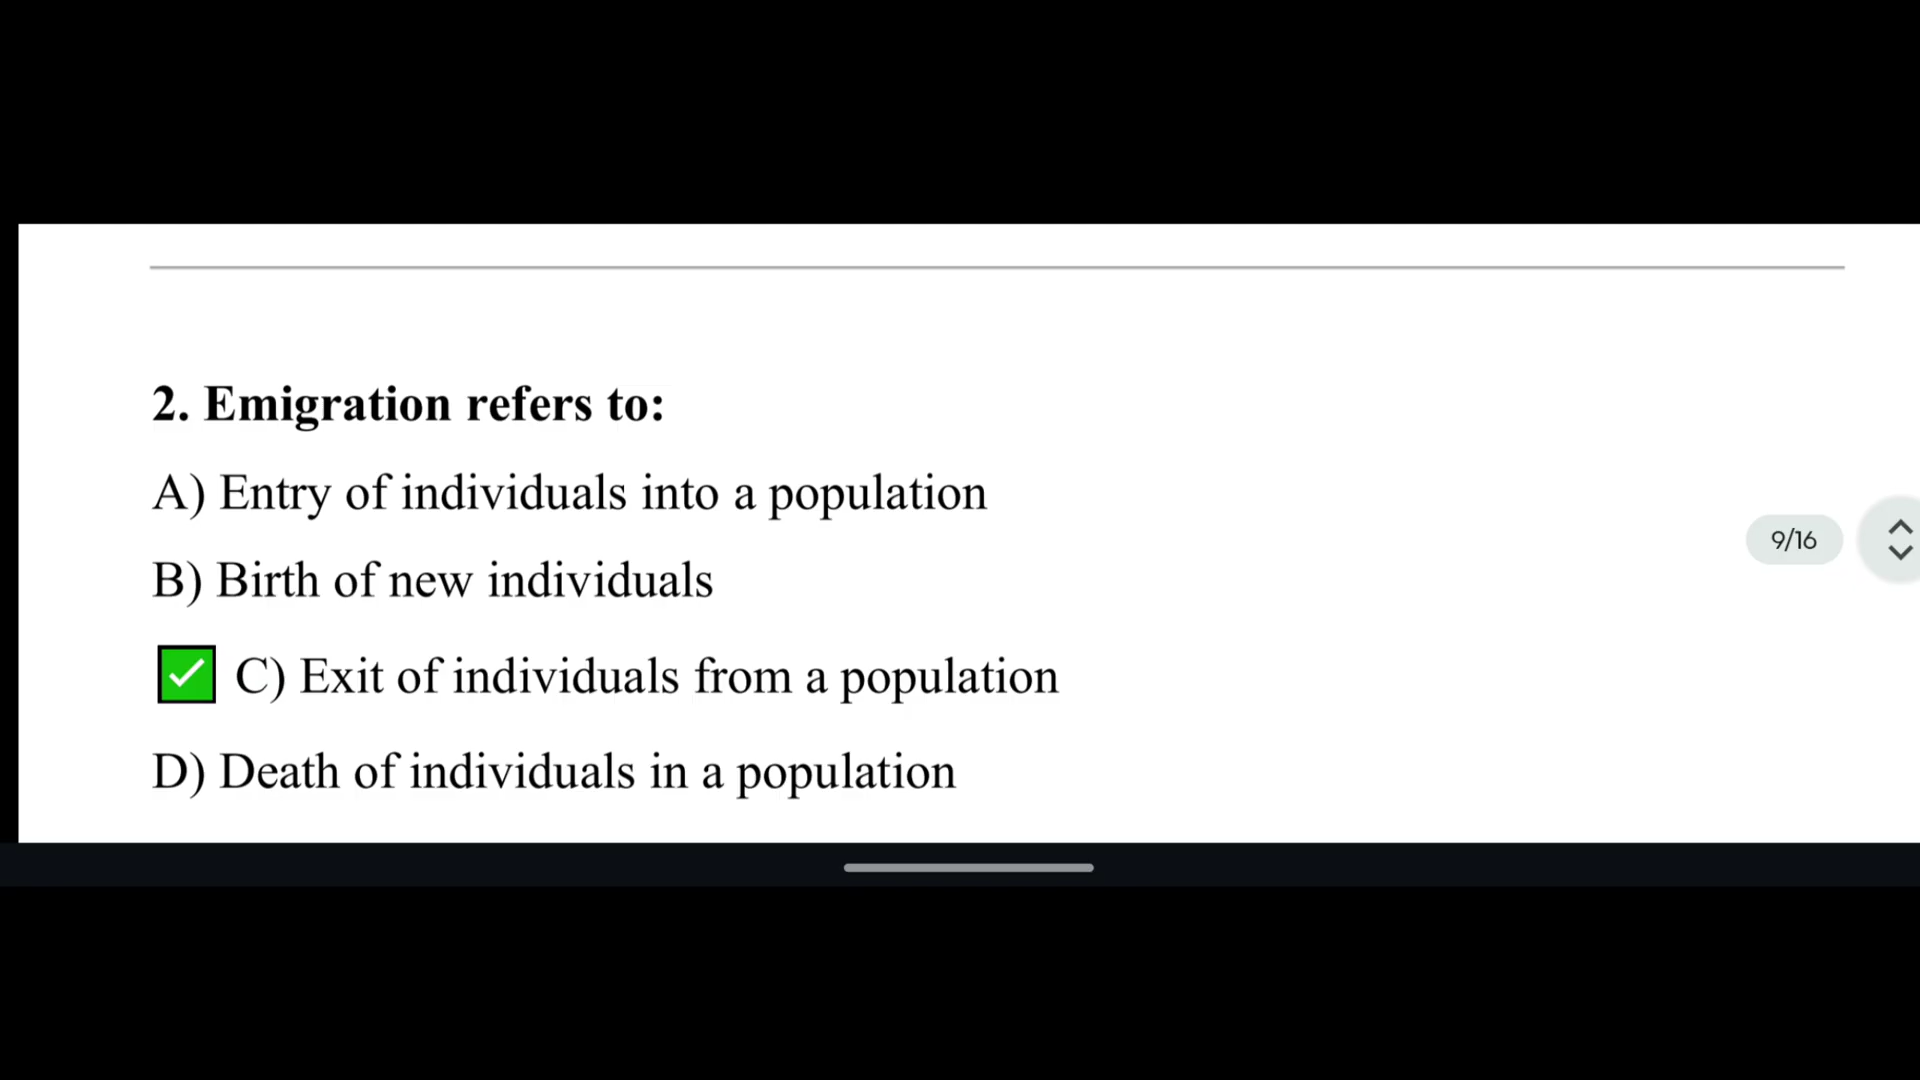 2. Emigration refers to:
A) Entry of individuals into a population
B) Birth of new individuals
C) Exit of individuals from a population
D) Death of individuals in a population
9/16